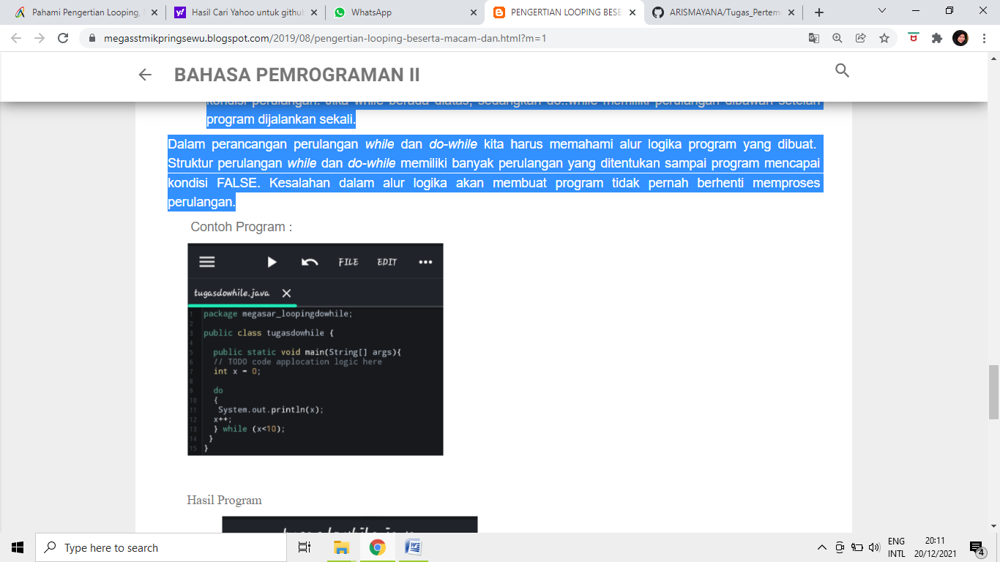 Pahami Pengertian Looping,
Hasil Cari Yahoo untuk github
WhatsApp
PENGERTIAN LOOPING BESE
ARISMAYANA/Tugas_Pertem
megasstmikpringsewu.blogspot.com/2019/08/pengertian-looping-beserta-macam-dan.html?m=1
BAHASA PEMROGRAMAN II
kondisi perulangan. Jika while berada diatas, sedangkan do..while memiliki perulangan dibawah setelah
program dijalankan sekali.
Dalam perancangan perulangan while dan do-while kita harus memahami alur logika program yang dibuat.
Struktur perulangan while dan do-while memiliki banyak perulangan yang ditentukan sampai program mencapai
kondisi FALSE. Kesalahan dalam alur logika akan membuat program tidak pernah berhenti memproses
perulangan.
Contoh Program :
FILE EDIT
tugasdowhile.java
1 package megasar_loopingdowhile;
2
3 public class tugasdowhile {
4
5 public static void main(String[] args){
6 // TODO code applocation logic here
7 int x = 0;
8
9 do
10 {
11 System.out.println(x);
12 x++;
13 } while (x<10);
14 }
15 }
Hasil Program
tugasdowhile.java
Type here to search
ENG
INTL
20:11
20/12/2021
4